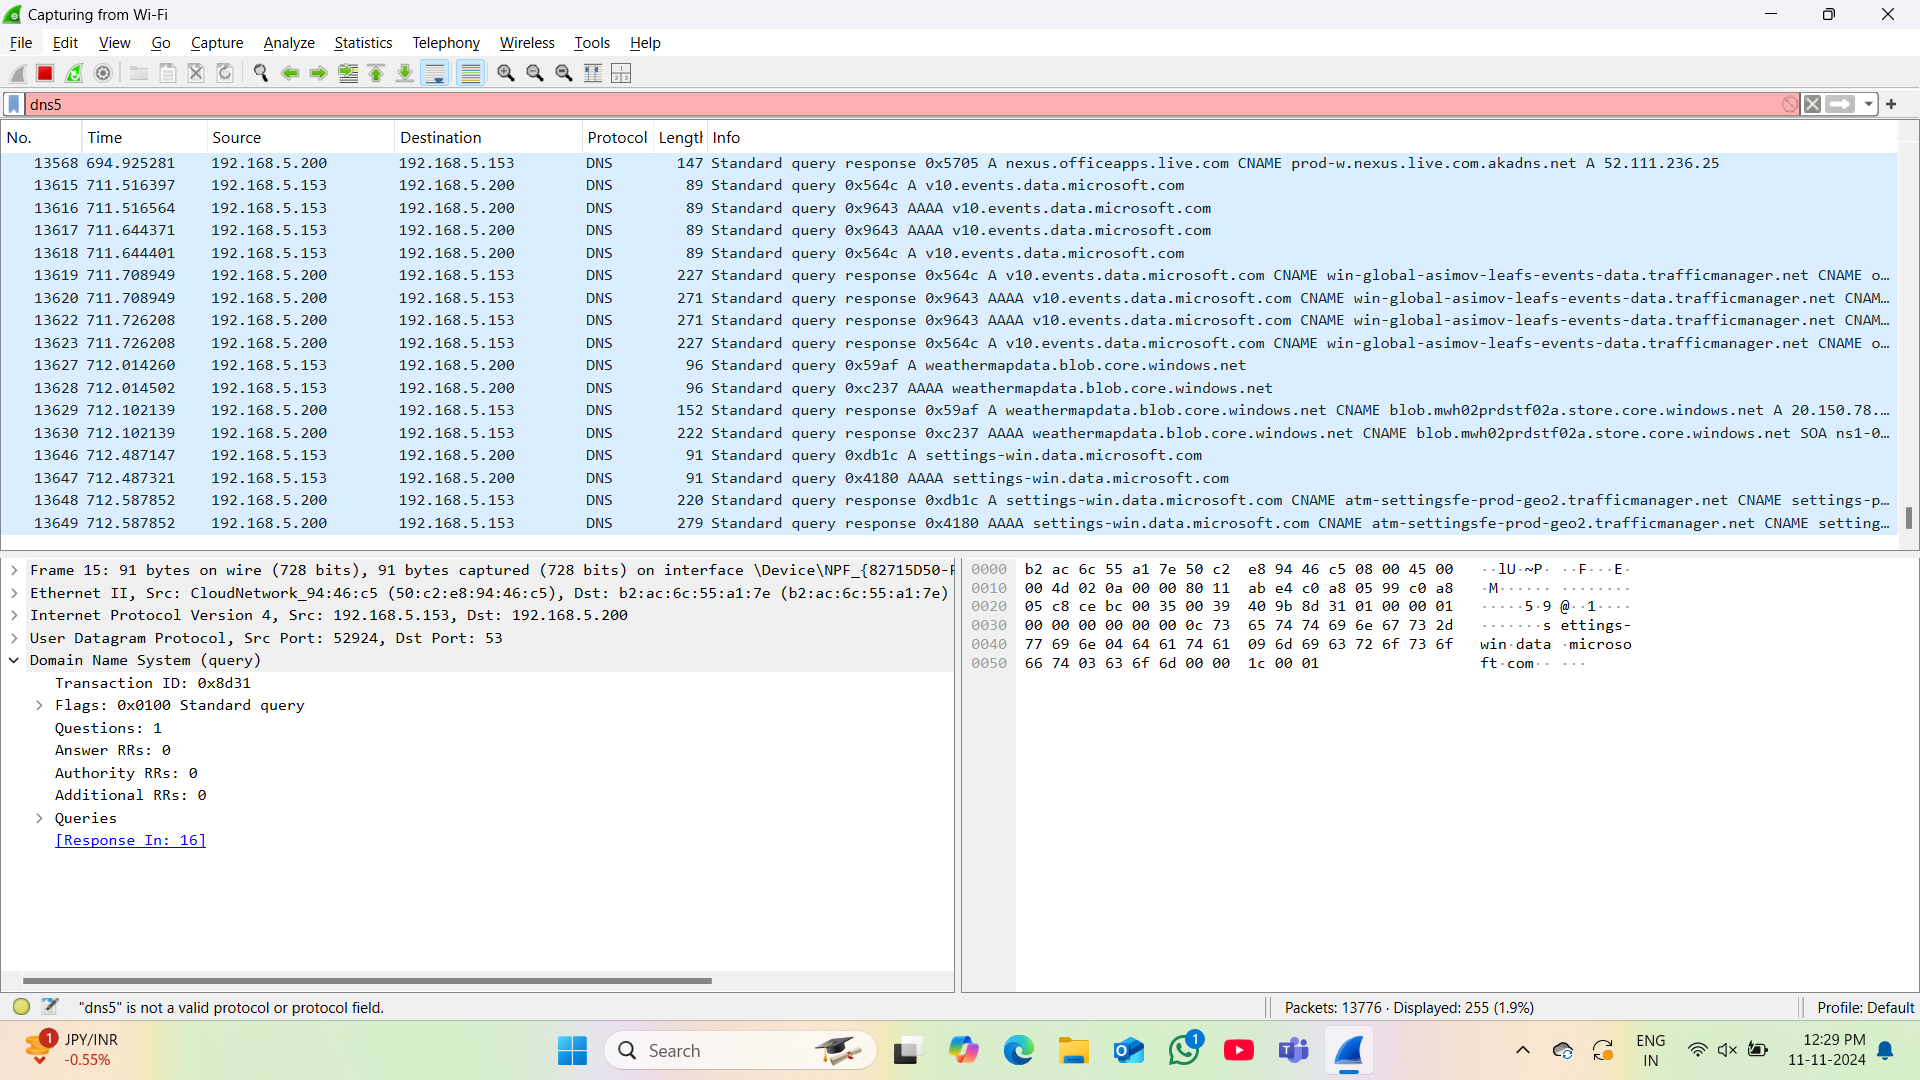 Capturing from Wi-Fi
File Edit View Go Capture Analyze Statistics Telephony Wireless Tools Help
dns5
No. Time Source Destination Protocol Length Info
13568 694.925281 192.168.5.200 192.168.5.153 DNS 147 Standard query response 0x5705 A nexus.officeapps.live.com CNAME prod-w.nexus.live.com.akadns.net A 52.111.236.25
13615 711.516397 192.168.5.153 192.168.5.200 DNS 89 Standard query 0x564c A v10.events.data.microsoft.com
13616 711.516564 192.168.5.153 192.168.5.200 DNS 89 Standard query 0x9643 AAAA v10.events.data.microsoft.com
13617 711.644371 192.168.5.153 192.168.5.200 DNS 89 Standard query 0x9643 AAAA v10.events.data.microsoft.com
13618 711.644401 192.168.5.153 192.168.5.200 DNS 89 Standard query 0x564c A v10.events.data.microsoft.com
13619 711.708949 192.168.5.200 192.168.5.153 DNS 227 Standard query response 0x564c A v10.events.data.microsoft.com CNAME win-global-asimov-leafs-events-data.trafficmanager.net CNAME o…
13620 711.708949 192.168.5.200 192.168.5.153 DNS 271 Standard query response 0x9643 AAAA v10.events.data.microsoft.com CNAME win-global-asimov-leafs-events-data.trafficmanager.net CNAM…
13622 711.726208 192.168.5.200 192.168.5.153 DNS 271 Standard query response 0x9643 AAAA v10.events.data.microsoft.com CNAME win-global-asimov-leafs-events-data.trafficmanager.net CNAM…
13623 711.726208 192.168.5.200 192.168.5.153 DNS 227 Standard query response 0x564c A v10.events.data.microsoft.com CNAME win-global-asimov-leafs-events-data.trafficmanager.net CNAME o…
13627 712.014260 192.168.5.153 192.168.5.200 DNS 96 Standard query 0x59af A weathermapdata.blob.core.windows.net
13628 712.014502 192.168.5.153 192.168.5.200 DNS 96 Standard query 0xc237 AAAA weathermapdata.blob.core.windows.net
13629 712.102139 192.168.5.200 192.168.5.153 DNS 152 Standard query response 0x59af A weathermapdata.blob.core.windows.net CNAME blob.mwh02prdstf02a.store.core.windows.net A 20.150.78.…
13630 712.102139 192.168.5.200 192.168.5.153 DNS 222 Standard query response 0xc237 AAAA weathermapdata.blob.core.windows.net CNAME blob.mwh02prdstf02a.store.core.windows.net SOA ns1-0…
13646 712.487147 192.168.5.153 192.168.5.200 DNS 91 Standard query 0xdb1c A settings-win.data.microsoft.com
13647 712.487321 192.168.5.153 192.168.5.200 DNS 91 Standard query 0x4180 AAAA settings-win.data.microsoft.com
13648 712.587852 192.168.5.200 192.168.5.153 DNS 220 Standard query response 0xdb1c A settings-win.data.microsoft.com CNAME atm-settingsfe-prod-geo2.trafficmanager.net CNAME settings-p…
13649 712.587852 192.168.5.200 192.168.5.153 DNS 279 Standard query response 0x4180 AAAA settings-win.data.microsoft.com CNAME atm-settingsfe-prod-geo2.trafficmanager.net CNAME setting…
Frame 15: 91 bytes on wire (728 bits), 91 bytes captured (728 bits) on interface \Device\NPF_{82715D50-F
Ethernet II, Src: CloudNetwork_94:46:c5 (50:c2:e8:94:46:c5), Dst: b2:ac:6c:55:a1:7e (b2:ac:6c:55:a1:7e)
Internet Protocol Version 4, Src: 192.168.5.153, Dst: 192.168.5.200
User Datagram Protocol, Src Port: 52924, Dst Port: 53
Domain Name System (query)
Transaction ID: 0x8d31
Flags: 0x0100 Standard query
Questions: 1
Answer RRs: 0
Authority RRs: 0
Additional RRs: 0
Queries
[Response In: 16]
0000 b2 ac 6c 55 a1 7e 50 c2 e8 94 46 c5 08 00 45 00 ··lU·~P· ··F···E·
0010 00 4d 02 0a 00 00 80 11 ab e4 c0 a8 05 99 c0 a8 ·M······ ········
0020 05 c8 ce bc 00 35 00 39 40 9b 8d 31 01 00 00 01 ·····5·9 @··1····
0030 00 00 00 00 00 00 0c 73 65 74 74 69 6e 67 73 2d ·······s ettings-
0040 77 69 6e 04 64 61 74 61 09 6d 69 63 72 6f 73 6f win·data ·microso
0050 66 74 03 63 6f 6d 00 00 1c 00 01 ft·com·· ···
"dns5" is not a valid protocol or protocol field.
Packets: 13776 · Displayed: 255 (1.9%)
Profile: Default
1
JPY/INR
-0.55%
Search
1
ENG
IN
12:29 PM
11-11-2024